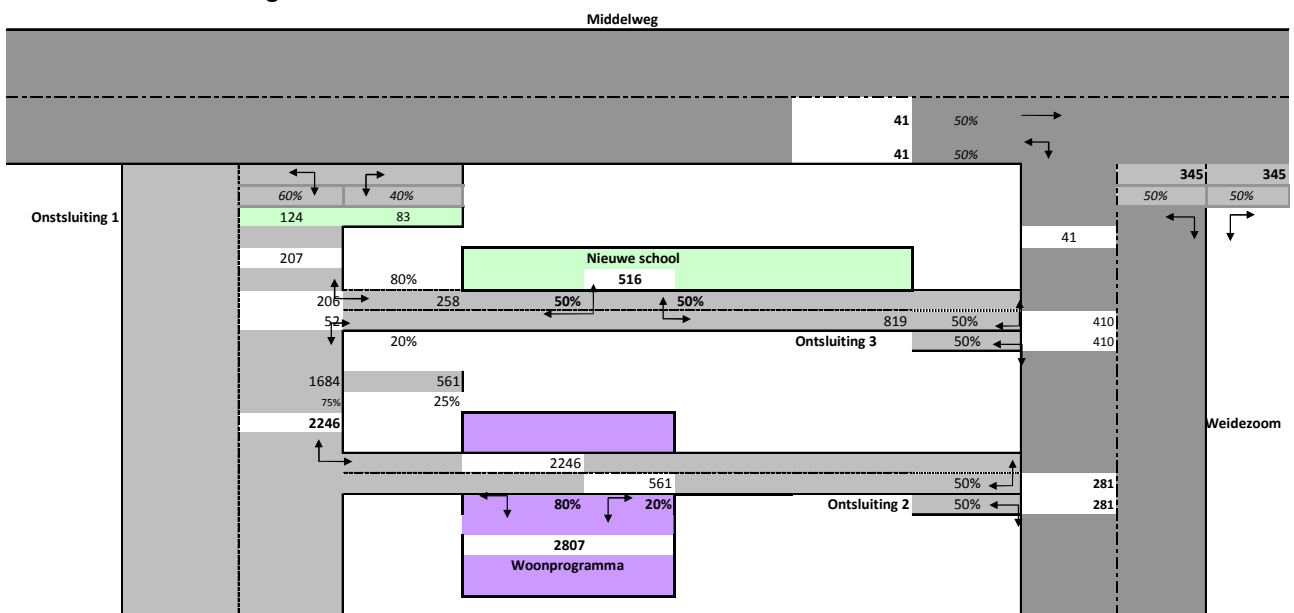 Middelweg
41 50%
41 50%
345 345
60% 40% 50% 50%
Onstsluiting 1 124 83
41
207 Nieuwe school
80% 516
206 258 50% 50%
52 819 50% 410
20% Ontsluiting 3 50% 410
1684 561
75% 25%
2246 Weidezoom
2246
561 50% 281
80% 20% Ontsluiting 2 50% 281
2807
Woonprogramma